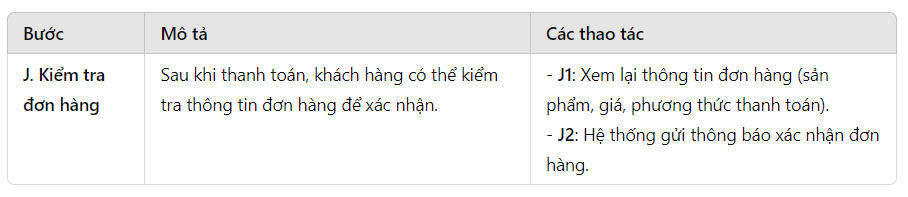 Bước
Mô tả
Các thao tác
J. Kiểm tra
đơn hàng
Sau khi thanh toán, khách hàng có thể kiểm
tra thông tin đơn hàng để xác nhận.
- J1: Xem lại thông tin đơn hàng (sản
phẩm, giá, phương thức thanh toán).
- J2: Hệ thống gửi thông báo xác nhận đơn
hàng.